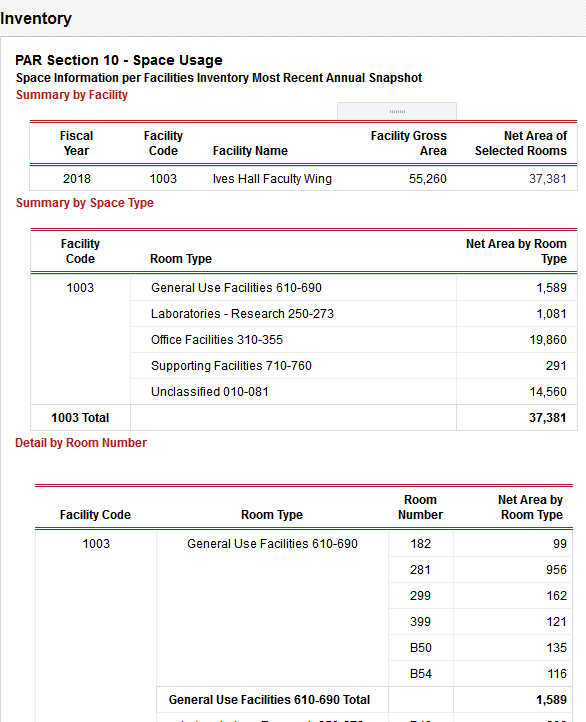 Inventory
PAR Section 10 - Space Usage
Space Information per Facilities Inventory Most Recent Annual Snapshot
Summary by Facility
Fiscal Year Facility Code Facility Name Facility Gross Area Net Area of Selected Rooms
2018 1003 Ives Hall Faculty Wing 55,260 37,381
Summary by Space Type
Facility Code Room Type Net Area by Room Type
1003 General Use Facilities 610-690 1,589
Laboratories - Research 250-273 1,081
Office Facilities 310-355 19,860
Supporting Facilities 710-760 291
Unclassified 010-081 14,560
1003 Total 37,381
Detail by Room Number
Facility Code Room Type Room Number Net Area by Room Type
1003 General Use Facilities 610-690 182 99
281 956
299 162
399 121
B50 135
B54 116
General Use Facilities 610-690 Total 1,589